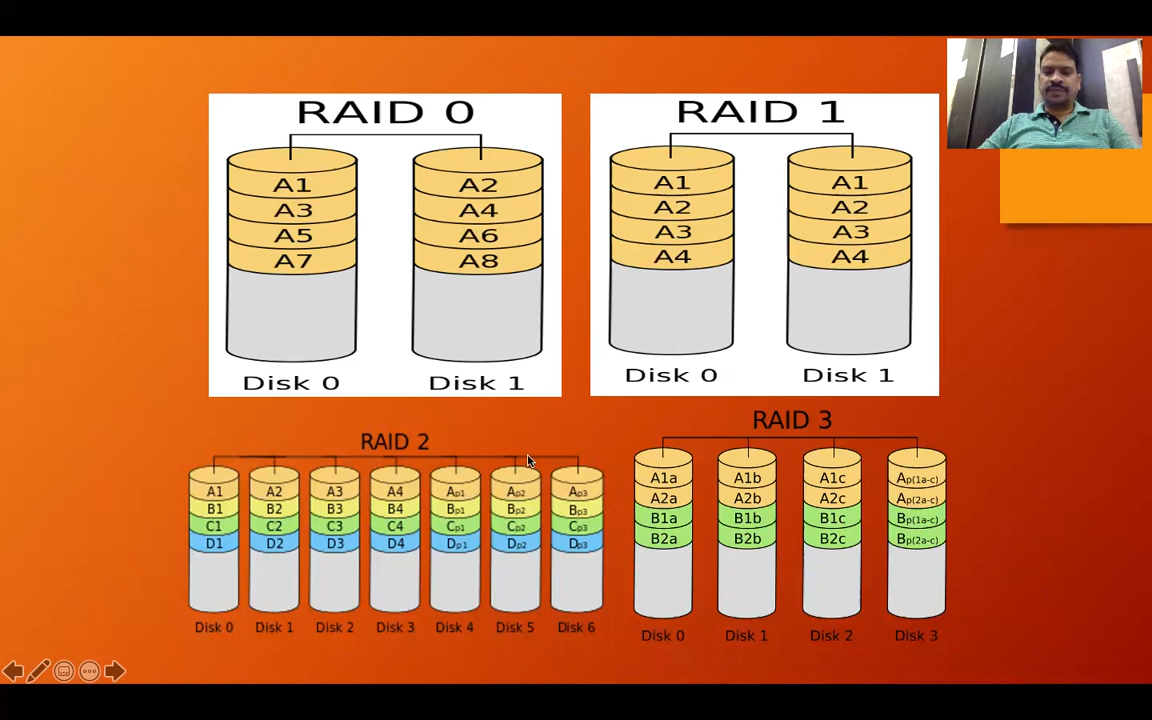 RAID 0
A1 A2
A3 A4
A5 A6
A7 A8
Disk 0 Disk 1
RAID 1
A1 A1
A2 A2
A3 A3
A4 A4
Disk 0 Disk 1
RAID 2
A1 A2 A3 A4 Ap1 Ap2 Ap3
B1 B2 B3 B4 Bp1 Bp2 Bp3
C1 C2 C3 C4 Cp1 Cp2 Cp3
D1 D2 D3 D4 Dp1 Dp2 Dp3
Disk 0 Disk 1 Disk 2 Disk 3 Disk 4 Disk 5 Disk 6
RAID 3
A1a A1b A1c Ap(1a-c)
A2a A2b A2c Ap(2a-c)
B1a B1b B1c Bp(1a-c)
B2a B2b B2c Bp(2a-c)
Disk 0 Disk 1 Disk 2 Disk 3